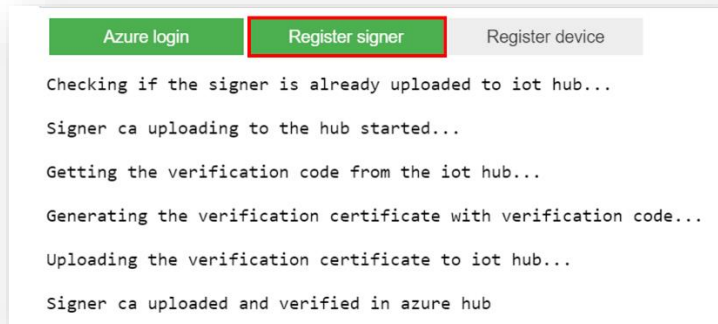 Azure login Register signer Register device
Checking if the signer is already uploaded to iot hub...
Signer ca uploading to the hub started...
Getting the verification code from the iot hub...
Generating the verification certificate with verification code...
Uploading the verification certificate to iot hub...
Signer ca uploaded and verified in azure hub